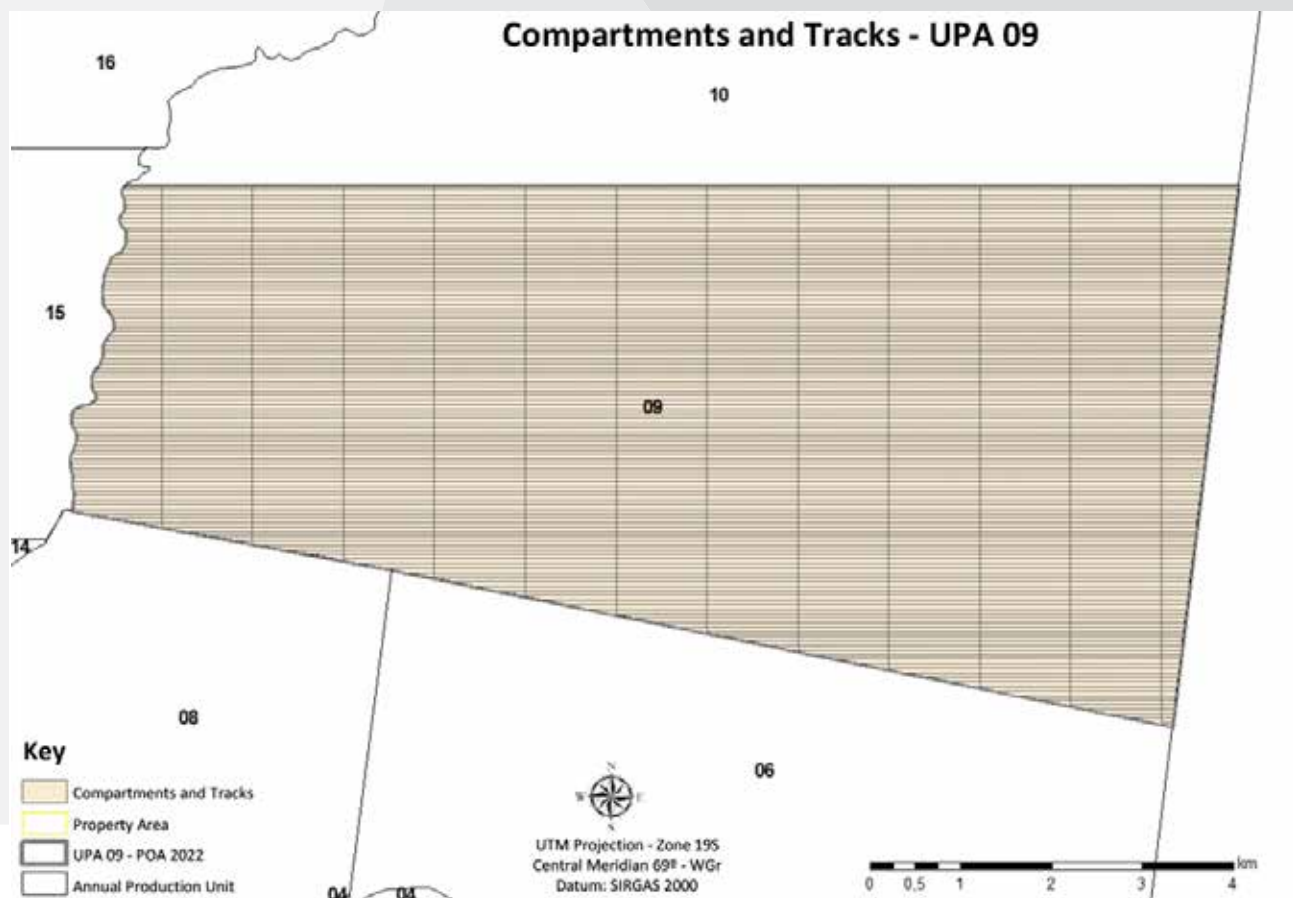 Compartments and Tracks - UPA 09
16
10
15
09
14
08
06
Key
Compartments and Tracks
Property Area
UPA 09 - POA 2022
Annual Production Unit
04
04
N
W
E
UTM Projection - Zone 19S
Central Meridian 69º - WGr
Datum: SIRGAS 2000
km
0 0,5 1 2 3 4